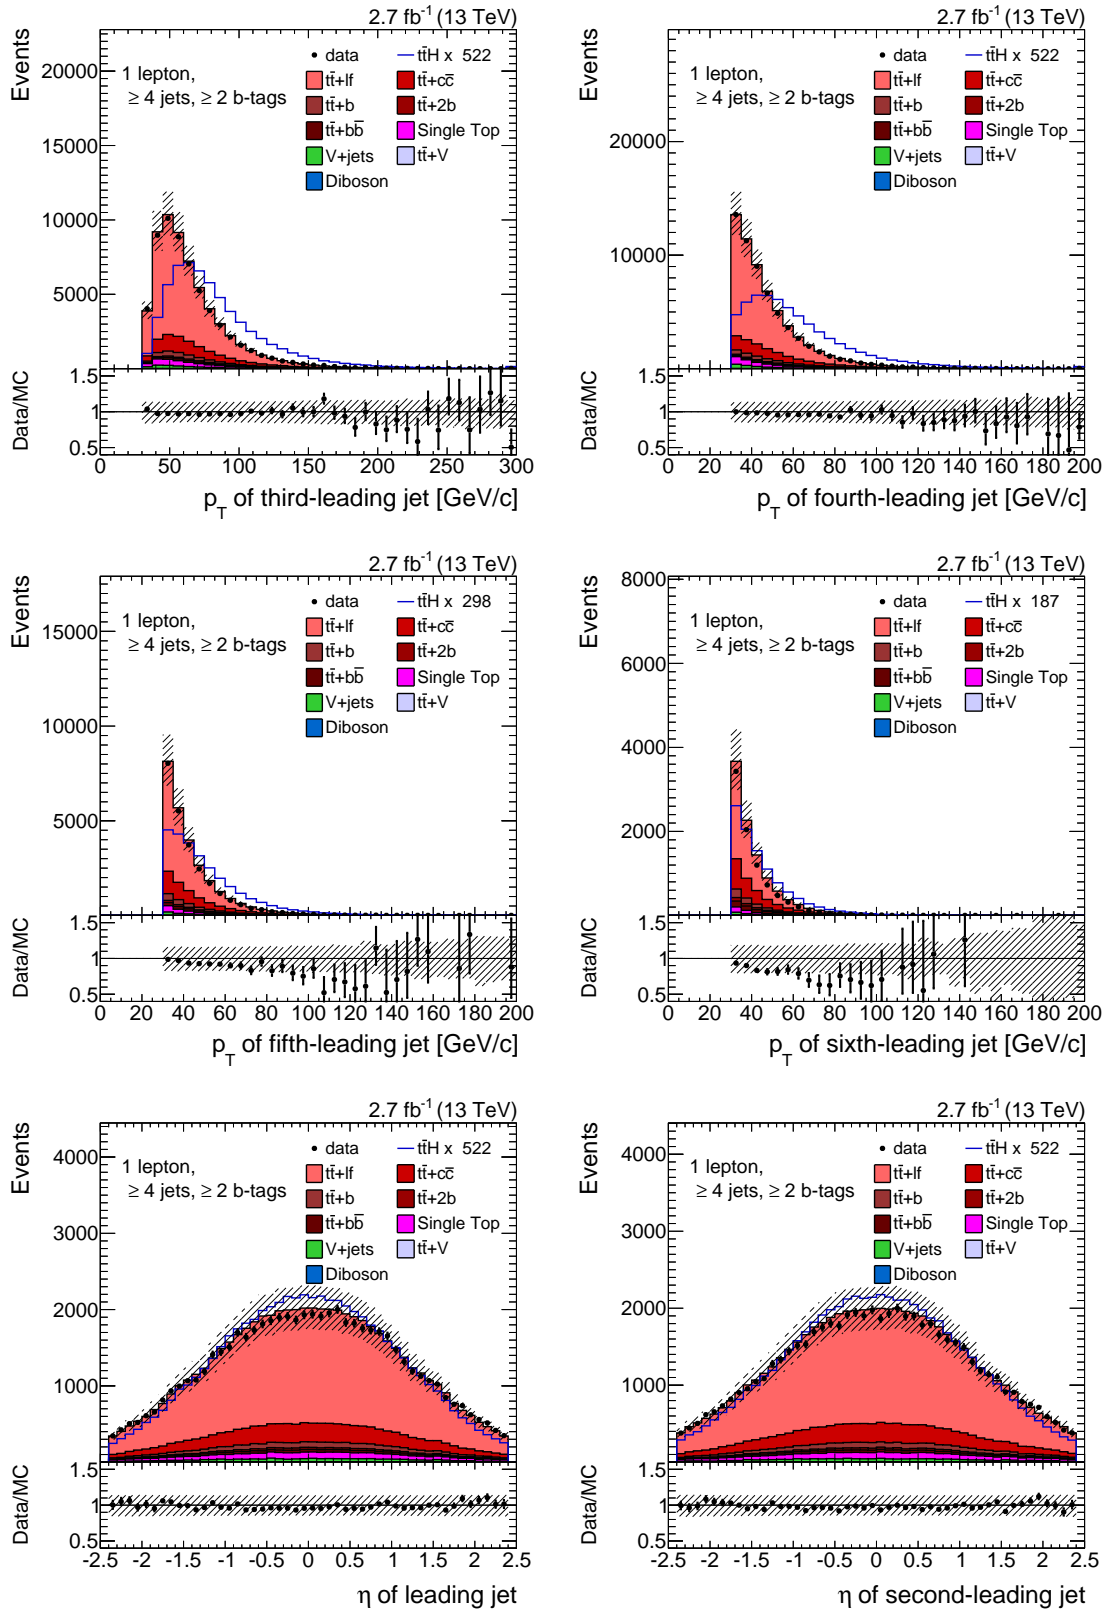 2.7 fb⁻¹ (13 TeV)
Events
1 lepton,
≥ 4 jets, ≥ 2 b-tags
data
tt̄H x 522
tt̄+lf
tt̄+cc̄
tt̄+b
tt̄+2b
tt̄+bb̄
Single Top
V+jets
tt̄+V
Diboson
20000
15000
10000
5000
Data/MC
1.5
1
0.5
0 50 100 150 200 250 300
p_T of third-leading jet [GeV/c]
2.7 fb⁻¹ (13 TeV)
Events
1 lepton,
≥ 4 jets, ≥ 2 b-tags
data
tt̄H x 522
tt̄+lf
tt̄+cc̄
tt̄+b
tt̄+2b
tt̄+bb̄
Single Top
V+jets
tt̄+V
Diboson
20000
10000
Data/MC
1.5
1
0.5
0 20 40 60 80 100 120 140 160 180 200
p_T of fourth-leading jet [GeV/c]
2.7 fb⁻¹ (13 TeV)
Events
1 lepton,
≥ 4 jets, ≥ 2 b-tags
data
tt̄H x 298
tt̄+lf
tt̄+cc̄
tt̄+b
tt̄+2b
tt̄+bb̄
Single Top
V+jets
tt̄+V
Diboson
15000
10000
5000
Data/MC
1.5
1
0.5
0 20 40 60 80 100 120 140 160 180 200
p_T of fifth-leading jet [GeV/c]
2.7 fb⁻¹ (13 TeV)
Events
1 lepton,
≥ 4 jets, ≥ 2 b-tags
data
tt̄H x 187
tt̄+lf
tt̄+cc̄
tt̄+b
tt̄+2b
tt̄+bb̄
Single Top
V+jets
tt̄+V
Diboson
8000
6000
4000
2000
Data/MC
1.5
1
0.5
0 20 40 60 80 100 120 140 160 180 200
p_T of sixth-leading jet [GeV/c]
2.7 fb⁻¹ (13 TeV)
Events
1 lepton,
≥ 4 jets, ≥ 2 b-tags
data
tt̄H x 522
tt̄+lf
tt̄+cc̄
tt̄+b
tt̄+2b
tt̄+bb̄
Single Top
V+jets
tt̄+V
Diboson
4000
3000
2000
1000
Data/MC
1.5
1
0.5
-2.5 -2 -1.5 -1 -0.5 0 0.5 1 1.5 2 2.5
η of leading jet
2.7 fb⁻¹ (13 TeV)
Events
1 lepton,
≥ 4 jets, ≥ 2 b-tags
data
tt̄H x 522
tt̄+lf
tt̄+cc̄
tt̄+b
tt̄+2b
tt̄+bb̄
Single Top
V+jets
tt̄+V
Diboson
4000
3000
2000
1000
Data/MC
1.5
1
0.5
-2.5 -2 -1.5 -1 -0.5 0 0.5 1 1.5 2 2.5
η of second-leading jet